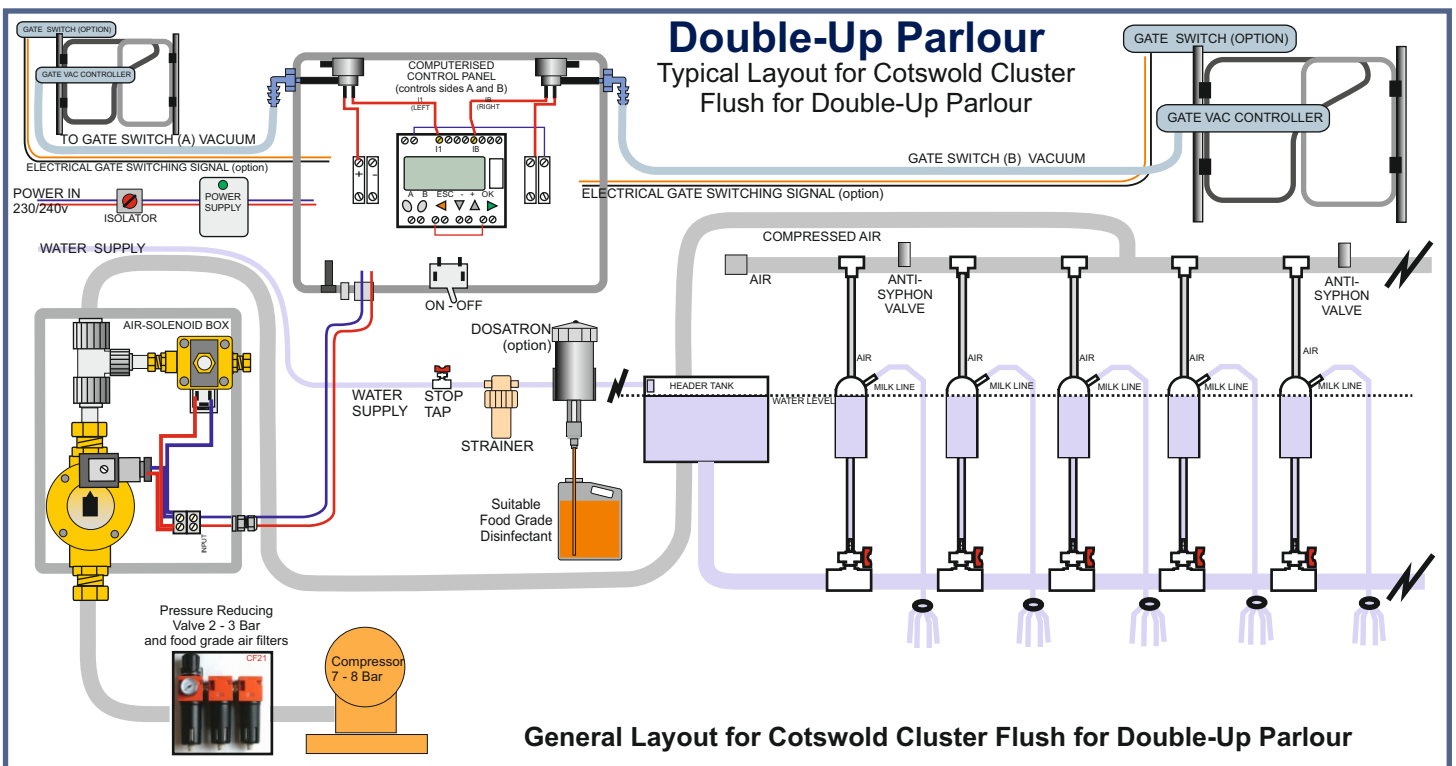 Double-Up Parlour
Typical Layout for Cotswold Cluster
Flush for Double-Up Parlour
GATE SWITCH (OPTION)
GATE VAC CONTROLLER
TO GATE SWITCH (A) VACUUM
ELECTRICAL GATE SWITCHING SIGNAL (option)
POWER IN
230/240v
ISOLATOR
POWER
SUPPLY
WATER SUPPLY
COMPUTERISED
CONTROL PANEL
(controls sides A and B)
I1
(LEFT
IB
(RIGHT
I1
IB
+
-
A B ESC - + OK
ON - OFF
GATE SWITCH (OPTION)
GATE VAC CONTROLLER
GATE SWITCH (B) VACUUM
ELECTRICAL GATE SWITCHING SIGNAL (option)
COMPRESSED AIR
AIR
ANTI-
SYPHON
VALVE
ANTI-
SYPHON
VALVE
AIR-SOLENOID BOX
INPUT
DOSATRON
(option)
WATER
SUPPLY
STOP
TAP
STRAINER
HEADER TANK
WATER LEVEL
AIR
MILK LINE
AIR
MILK LINE
AIR
MILK LINE
AIR
MILK LINE
AIR
MILK LINE
Suitable
Food Grade
Disinfectant
Pressure Reducing
Valve 2 - 3 Bar
and food grade air filters
CF21
Compressor
7 - 8 Bar
General Layout for Cotswold Cluster Flush for Double-Up Parlour